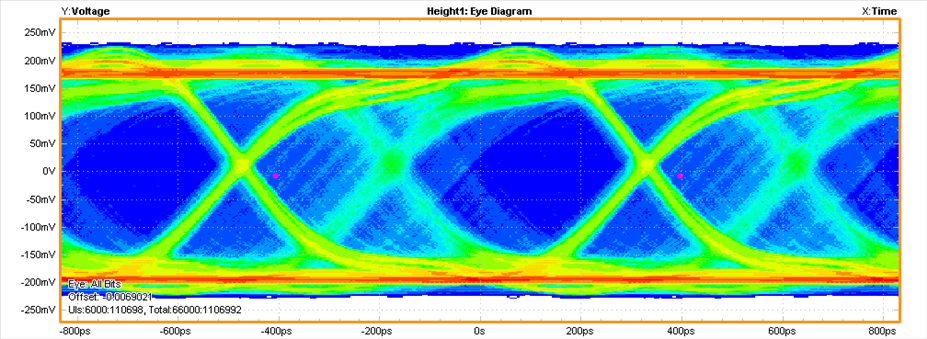 Y:Voltage Height1: Eye Diagram X:Time
250mV
200mV
150mV
100mV
50mV
0V
-50mV
-100mV
-150mV
-200mV
-250mV
Eye: All Bits
Offset: -0.0069021
UIs:6000:110698, Total:66000:1106992
-800ps -600ps -400ps -200ps 0s 200ps 400ps 600ps 800ps